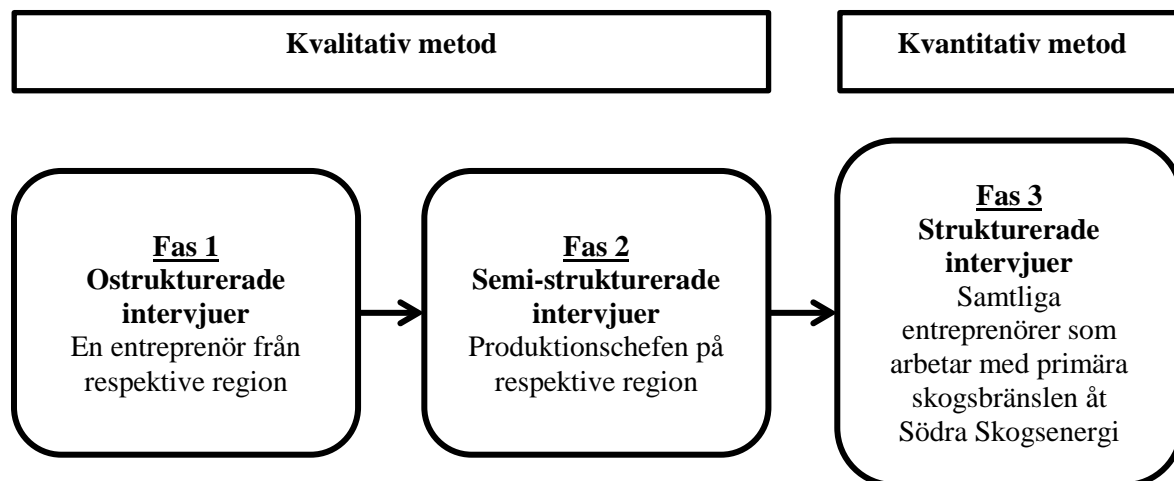 Kvalitativ metod
Kvantitativ metod
Fas 1
Ostrukturerade
intervjuer
En entreprenör från
respektive region
Fas 2
Semi-strukturerade
intervjuer
Produktionschefen på
respektive region
Fas 3
Strukturerade
intervjuer
Samtliga
entreprenörer som
arbetar med primära
skogsbränslen åt
Södra Skogsenergi